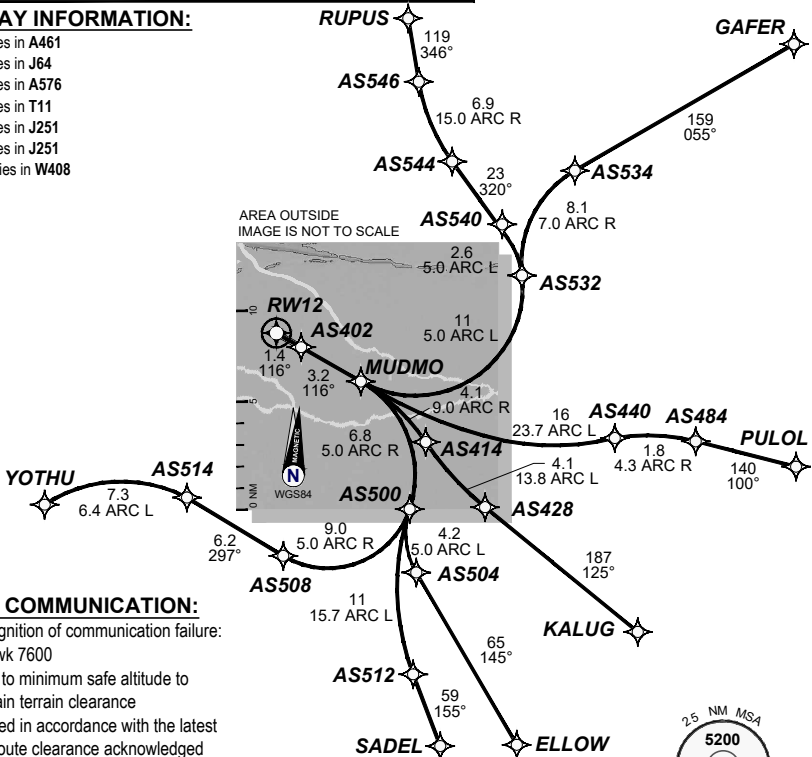 AY INFORMATION:
es in A461
es in J64
es in A576
es in T11
es in J251
es in J251
ies in W408
RUPUS
GAFER
119
346°
AS546
6.9
15.0 ARC R
159
055°
AS544
23
320°
AS534
8.1
7.0 ARC R
AS540
AREA OUTSIDE
IMAGE IS NOT TO SCALE
2.6
5.0 ARC L
AS532
RW12
10
AS402
11
5.0 ARC L
1.4
116°
3.2
116°
MUDMO
4.1
9.0 ARC R
5
16
23.7 ARC L
AS440
AS484
PULOL
6.8
5.0 ARC R
AS414
1.8
4.3 ARC R
140
100°
MAGNETIC
N
WGS84
0 NM
4.1
13.8 ARC L
YOTHU
AS514
7.3
6.4 ARC L
AS500
AS428
6.2
297°
9.0
5.0 ARC R
4.2
5.0 ARC L
187
125°
AS508
AS504
COMMUNICATION:
gnition of communication failure:
wk 7600
to minimum safe altitude to
ain terrain clearance
ed in accordance with the latest
oute clearance acknowledged
11
15.7 ARC L
65
145°
KALUG
AS512
59
155°
SADEL
ELLOW
25 NM MSA
5200